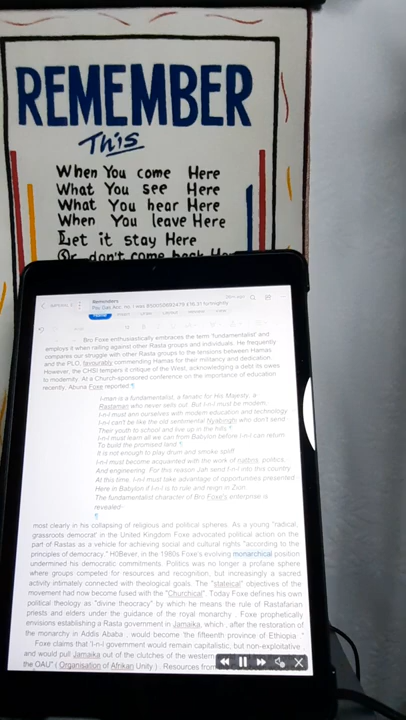 REMEMBER
This
When You come Here
What You see Here
What You hear Here
When You leave Here
Let it stay Here
Or don't come back Here
Reminders
Bro Foxe enthusiastically embraces the term 'fundamentalist' and
employs it when railing against other Rasta groups and individuals. He frequently
compares our struggle with other Rasta groups to the tensions between Hamas
and the PLO, favourably commending Hamas for their militancy and dedication.
However, the CHSI tempers it critique of the West, acknowledging a debt its owes
to modernity. At a Church-sponsored conference on the importance of education
recently, Abuna Foxe reported ¶
I-man is a fundamentalist, a fanatic for His Majesty, a
Rastaman who never sells out. But I-n-I must be modern,
I-n-I must ann ourselves with modern education and technology.
I-n-I can't be like the old sentimental Nyabinghi who don't send
Their youth to school and live up in the hills.¶
I-n-I must learn all we can from Babylon before I-n-I can return
To build the promised land.¶
It is not enough to play drum and smoke spliff
I-n-I must become acquainted with the work of nations, politics
And engineering. For this reason Jah send I-n-I into this country
At this time. I-n-I must take advantage of opportunities presented
Here in Babylon if I-n-I is to rule and reign in Zion.
The fundamental character of Bro Foxe's enterprise is
revealed
¶
most clearly in his collapsing of religious and political spheres. As a young "radical,
grassroots democrat' in the United Kingdom Foxe advocated political action on the
part of Rastas as a vehicle for achieving social and cultural rights "according to the
principles of democracy." However, in the 1980s Foxe's evolving monarchical position
undermined his democratic commitments. Politics was no longer a profane sphere
where groups competed for resources and recognition, but increasingly a sacred
activity intimately connected with theological goals. The "stateical" objectives of the
movement had now become fused with the "Churchical". Today Foxe defines his own
political theology as "divine theocracy" by which he means the rule of Rastafarian
priests and elders under the guidance of the royal monarchy . Foxe prophetically
envisions establishing a Rasta government in Jamaika, which , after the restoration of
the monarchy in Addis Ababa , would become 'the fifteenth province of Ethiopia ."
Foxe claims that 'I-n-I government would remain capitalistic, but non-exploitative ,
and would pull Jamaika out of the clutches of the western
the OAU" ( Organisation of Afrikan Unity ) . Resources from